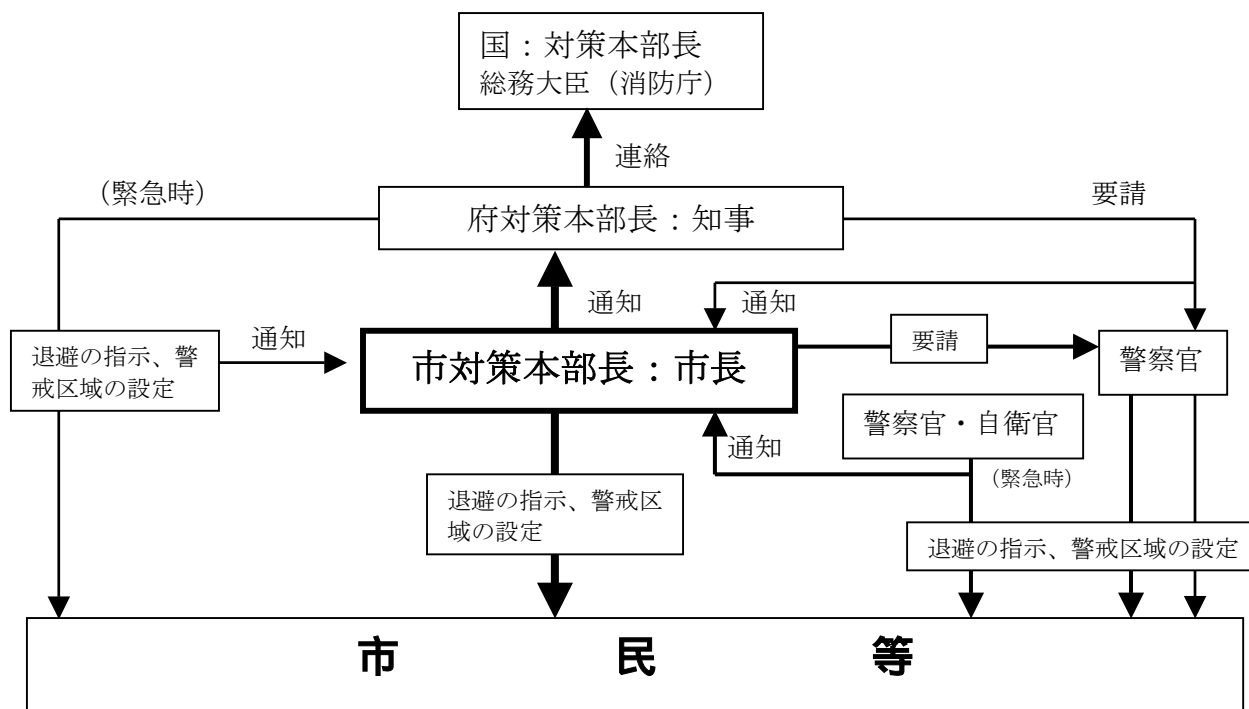 国：対策本部長
総務大臣（消防庁）
連絡
（緊急時）
府対策本部長：知事
要請
通知
通知
退避の指示、警
戒区域の設定
通知
市対策本部長：市長
要請
警察官
警察官・自衛官
通知
（緊急時）
退避の指示、警戒区
域の設定
退避の指示、警戒区域の設定
市民等